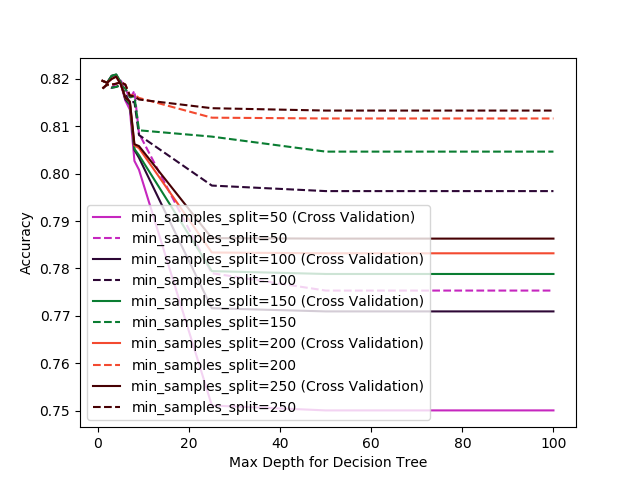 0.82
0.81
0.80
0.79
0.78
0.77
0.76
0.75
Accuracy
min_samples_split=50 (Cross Validation)
min_samples_split=50
min_samples_split=100 (Cross Validation)
min_samples_split=100
min_samples_split=150 (Cross Validation)
min_samples_split=150
min_samples_split=200 (Cross Validation)
min_samples_split=200
min_samples_split=250 (Cross Validation)
min_samples_split=250
0 20 40 60 80 100
Max Depth for Decision Tree